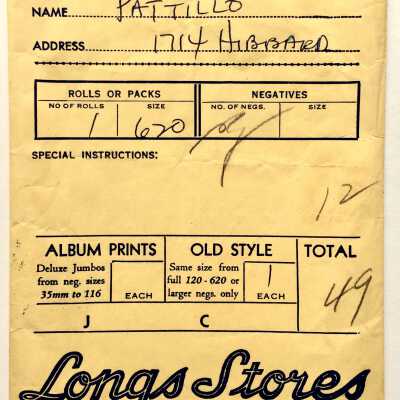 NAME PATTILLO
ADDRESS 1714 HIBBARD
ROLLS OR PACKS NEGATIVES
NO OF ROLLS SIZE NO. OF NEGS. SIZE
1 620
SPECIAL INSTRUCTIONS:
12
ALBUM PRINTS OLD STYLE TOTAL
Deluxe Jumbos Same size from
from neg. sizes full 120 - 620 or 1
35mm to 116 EACH larger negs. only EACH 49
J C
Longs Stores